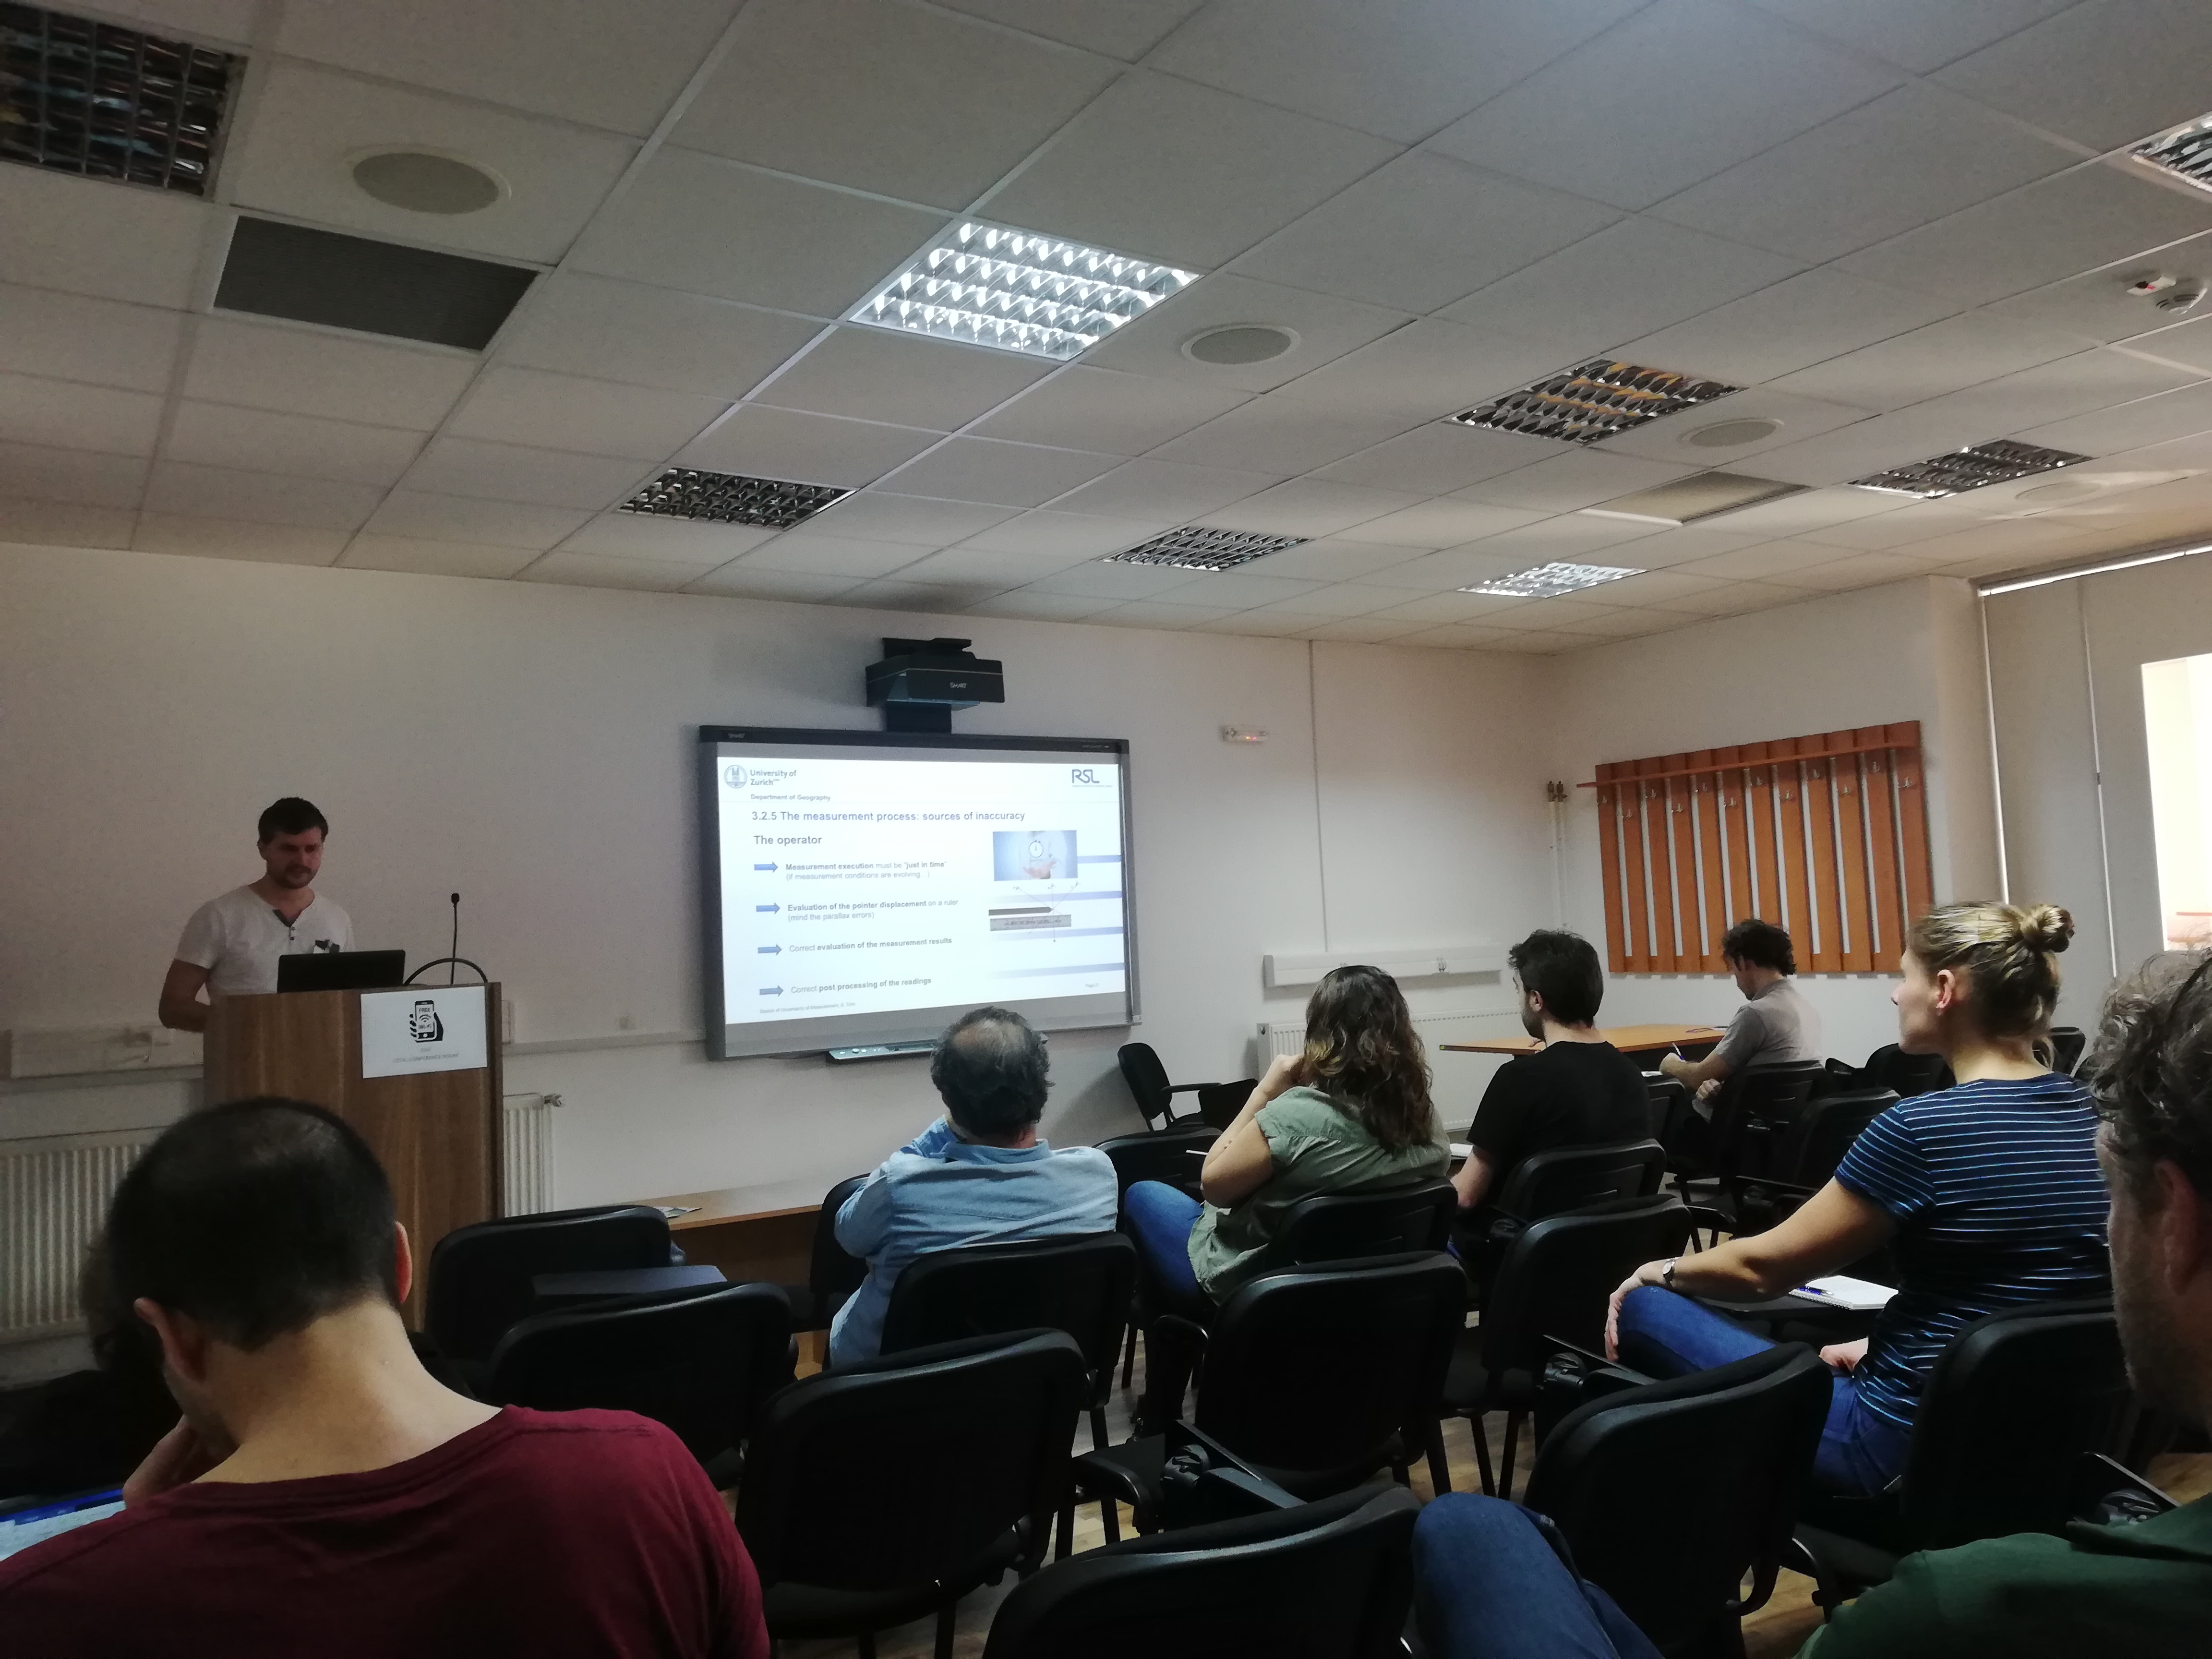 SMART
SMART
University of
Zurich
RSL
Department of Geography
3.2.5 The measurement process: sources of inaccuracy
The operator
Measurement execution must be "just in time"
(if measurement conditions are evolving...)
Evaluation of the pointer displacement on a ruler
(mind the parallax errors)
Correct evaluation of the measurement results
Correct post processing of the readings
FREE
Wi-Fi